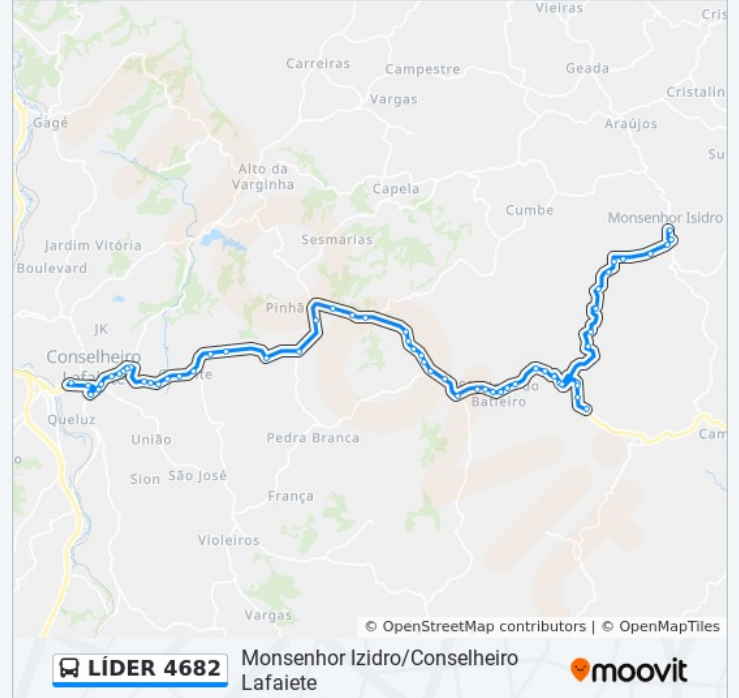 Vieiras
Cris
Carreiras
Campestre
Geada
Vargas
Cristalin
Gagé
Araújos
Su
Alto da
Varginha
Capela
Cumbe
Monsenhor Isidro
Sesmarias
Jardim Vitória
Boulevard
Pinhã
JK
Conselheiro
Lafaiete
Batieiro
Queluz
União
Pedra Branca
Cam
Sion
São José
França
Violeiros
Vargas
© OpenStreetMap contributors | © OpenMapTiles
LÍDER 4682
Monsenhor Izidro/Conselheiro
Lafaiete
moovit